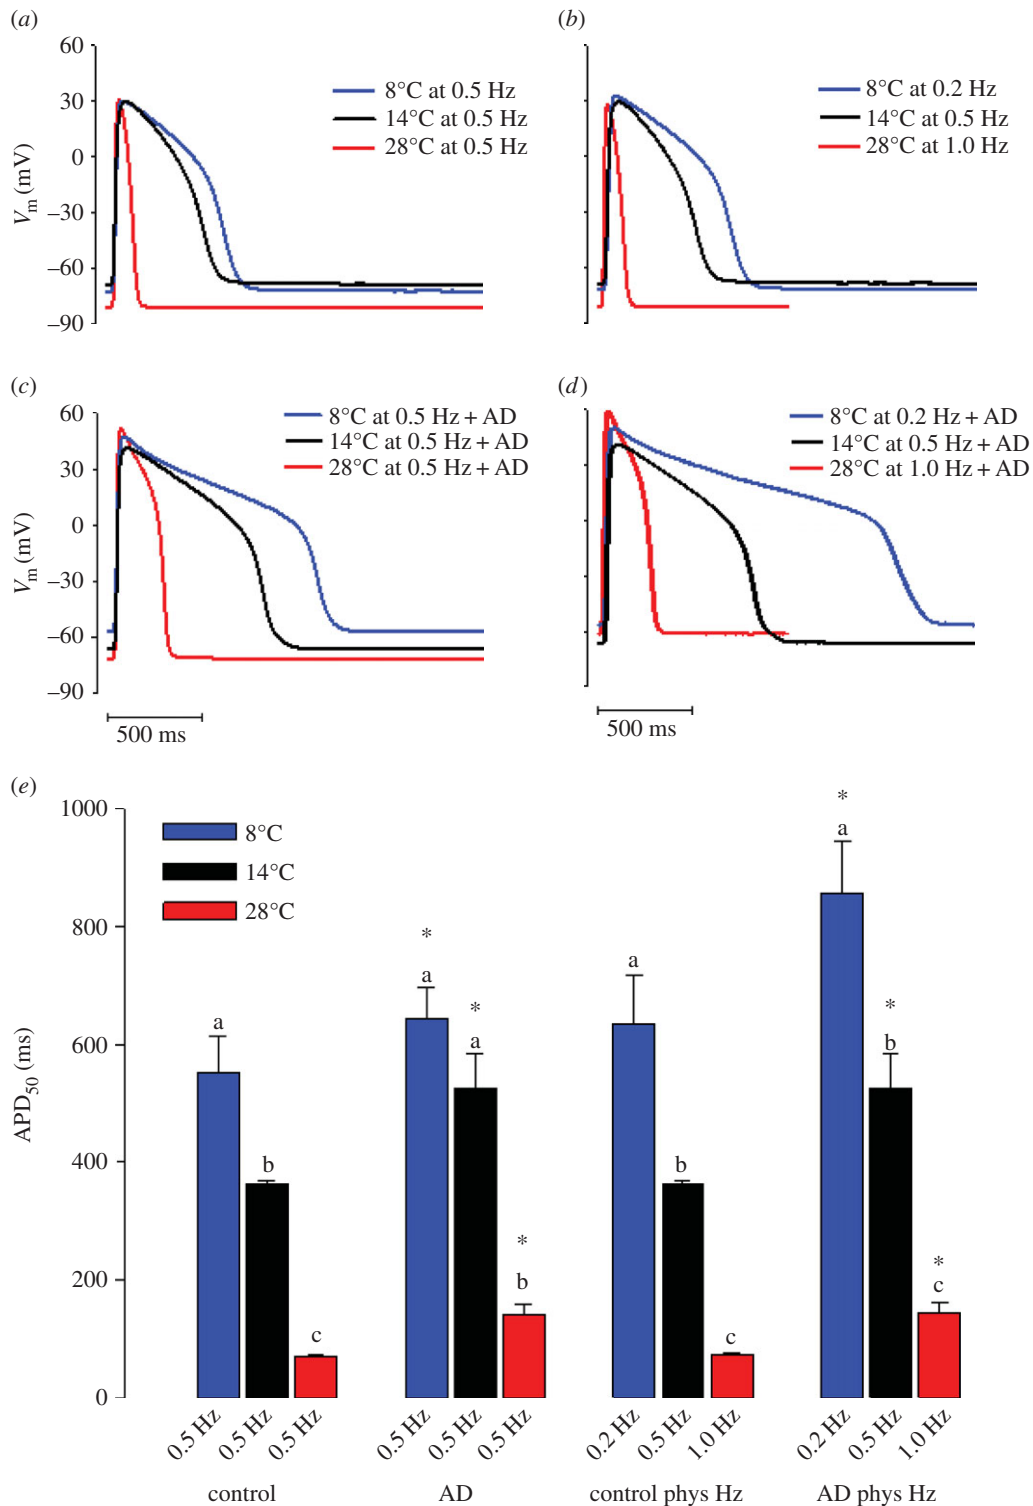 (a)
60
30
0
−30
−60
−90
V_m (mV)
8°C at 0.5 Hz
14°C at 0.5 Hz
28°C at 0.5 Hz
(b)
8°C at 0.2 Hz
14°C at 0.5 Hz
28°C at 1.0 Hz
(c)
60
30
0
−30
−60
−90
V_m (mV)
8°C at 0.5 Hz + AD
14°C at 0.5 Hz + AD
28°C at 0.5 Hz + AD
500 ms
(d)
8°C at 0.2 Hz + AD
14°C at 0.5 Hz + AD
28°C at 1.0 Hz + AD
500 ms
(e)
1000
800
600
400
200
0
APD_50 (ms)
8°C
14°C
28°C
a
b
c
*
a
*
a
*
b
a
b
c
*
a
*
b
*
c
0.5 Hz
0.5 Hz
0.5 Hz
0.5 Hz
0.5 Hz
0.5 Hz
0.2 Hz
0.5 Hz
1.0 Hz
0.2 Hz
0.5 Hz
1.0 Hz
control
AD
control phys Hz
AD phys Hz